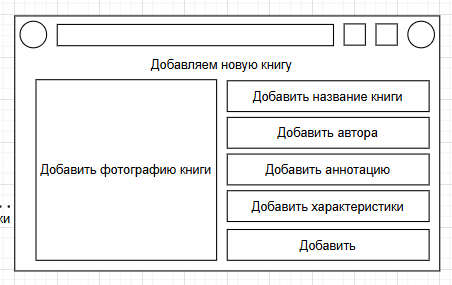 Добавляем новую книгу
Добавить фотографию книги
Добавить название книги
Добавить автора
Добавить аннотацию
Добавить характеристики
Добавить